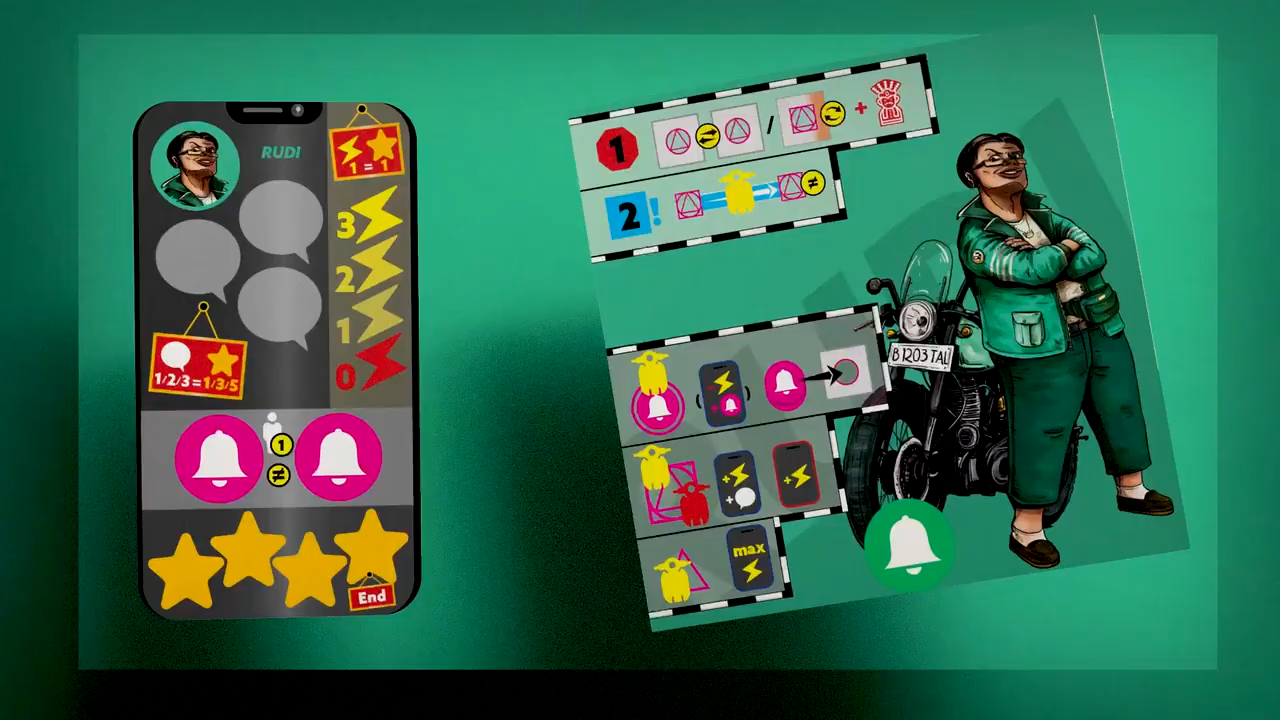 RUDI
1 = 1
3
2
1
0
1/2/3 = 1/3/5
1
≠
End
1
/
+
2!
≠
B 1203 TAL
+
+
+
max